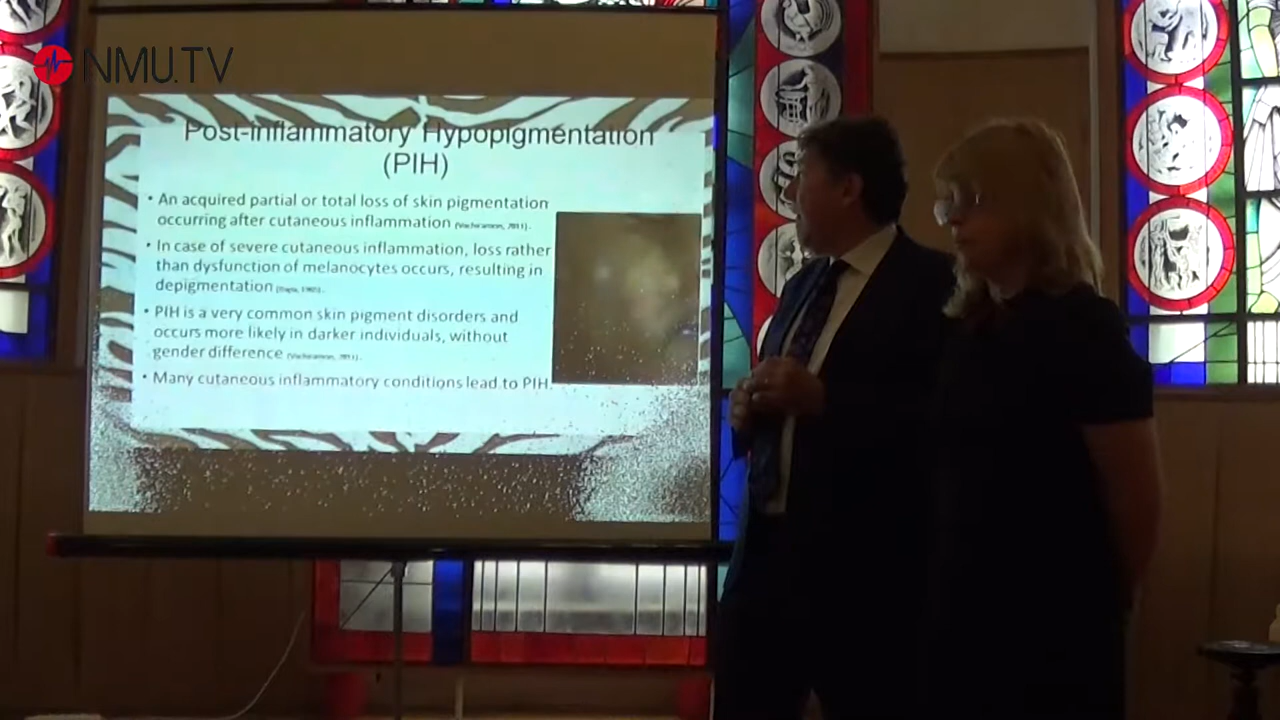 NMU.TV
Post-inflammatory Hypopigmentation
(PIH)
• An acquired partial or total loss of skin pigmentation
occurring after cutaneous inflammation
• In case of severe cutaneous inflammation, loss rather
than dysfunction of melanocytes occurs, resulting in
depigmentation
• PIH is a very common skin pigment disorders and
occurs more likely in darker individuals, without
gender difference
• Many cutaneous inflammatory conditions lead to PIH.